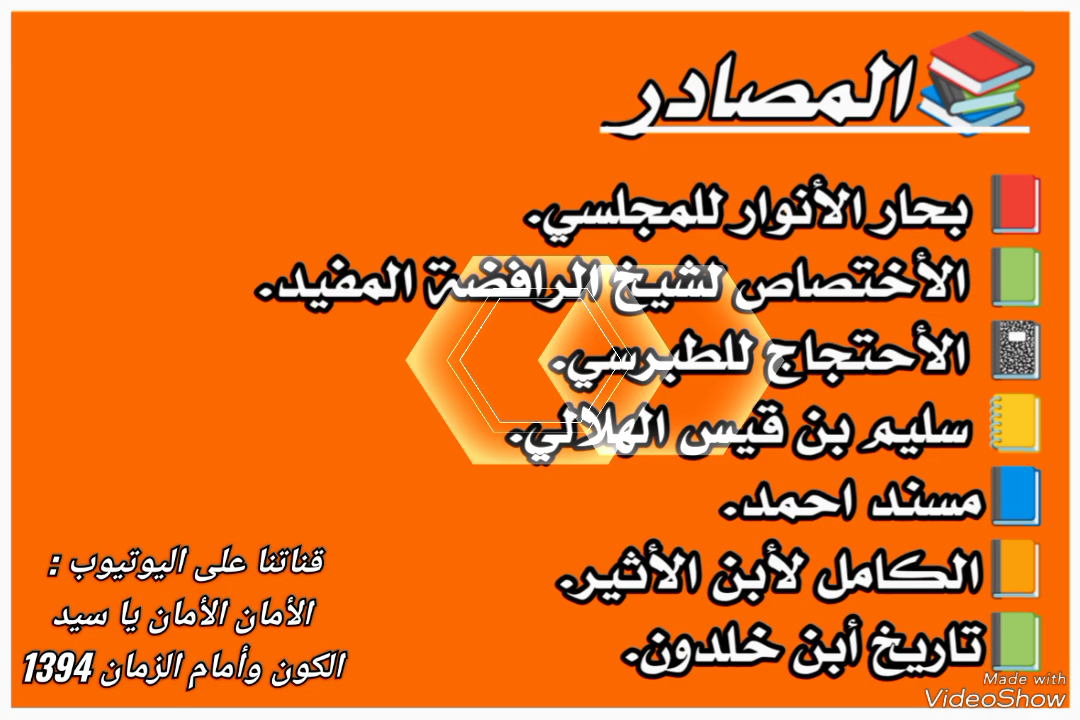 المصادر
بحار الأنوار للمجلسي.
الأختصاص لشيخ الرافضة المفيد.
الأحتجاج للطبرسي.
سليم بن قيس الهلالي.
مسند احمد.
الكامل لأبن الأثير.
تاريخ أبن خلدون.
قناتنا على اليوتيوب :
الأمان الأمان يا سيد
الكون وأمام الزمان 1394
Made with
VideoShow